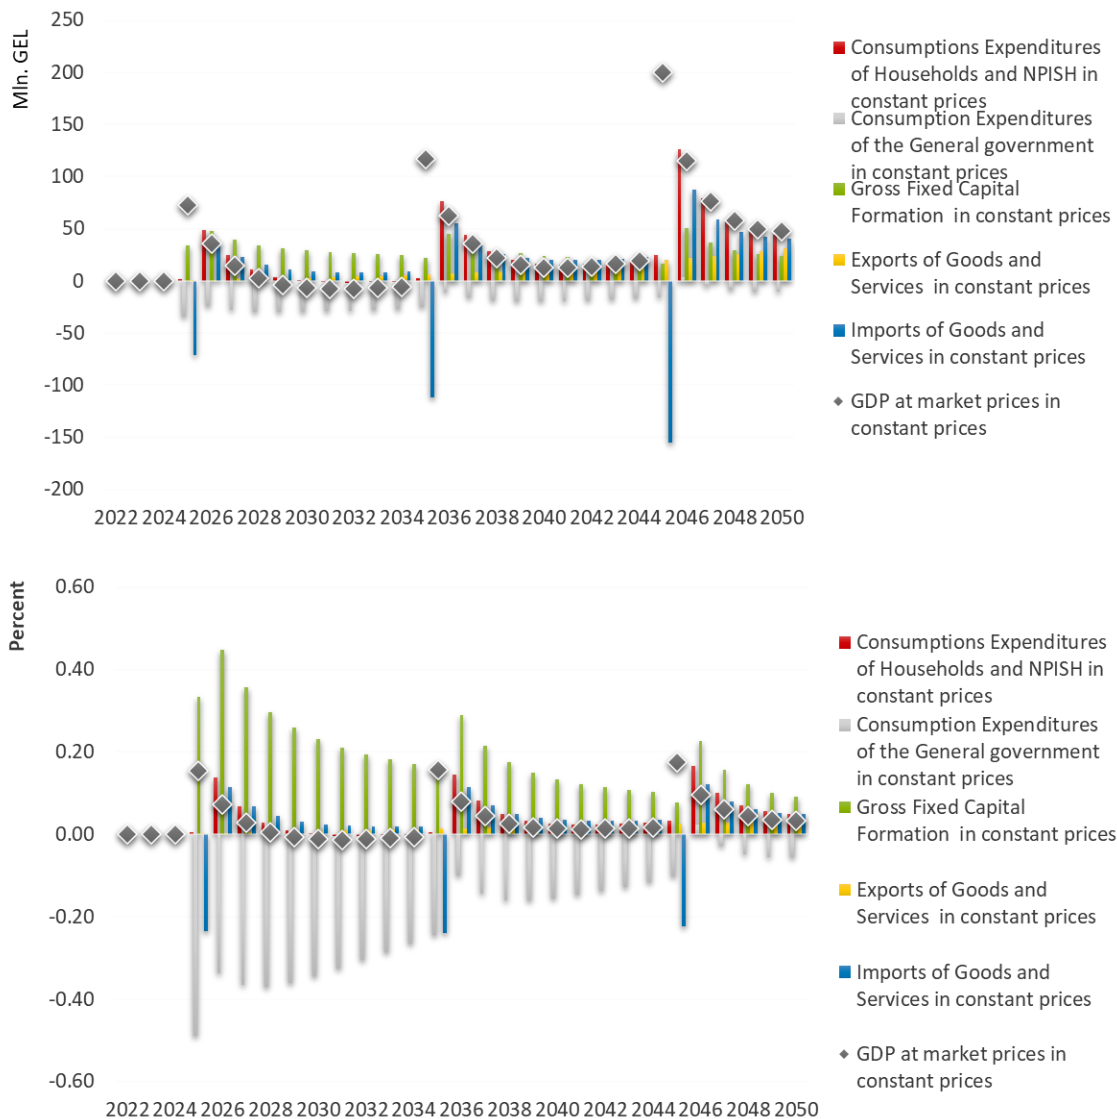 250
200
150
100
50
0
-50
-100
-150
-200
Mln. GEL
2022 2024 2026 2028 2030 2032 2034 2036 2038 2040 2042 2044 2046 2048 2050
Consumptions Expenditures
of Households and NPISH in
constant prices
Consumption Expenditures
of the General government
in constant prices
Gross Fixed Capital
Formation in constant prices
Exports of Goods and
Services in constant prices
Imports of Goods and
Services in constant prices
GDP at market prices in
constant prices
0.60
0.40
0.20
0.00
-0.20
-0.40
-0.60
Percent
2022 2024 2026 2028 2030 2032 2034 2036 2038 2040 2042 2044 2046 2048 2050
Consumptions Expenditures
of Households and NPISH in
constant prices
Consumption Expenditures
of the General government
in constant prices
Gross Fixed Capital
Formation in constant prices
Exports of Goods and
Services in constant prices
Imports of Goods and
Services in constant prices
GDP at market prices in
constant prices